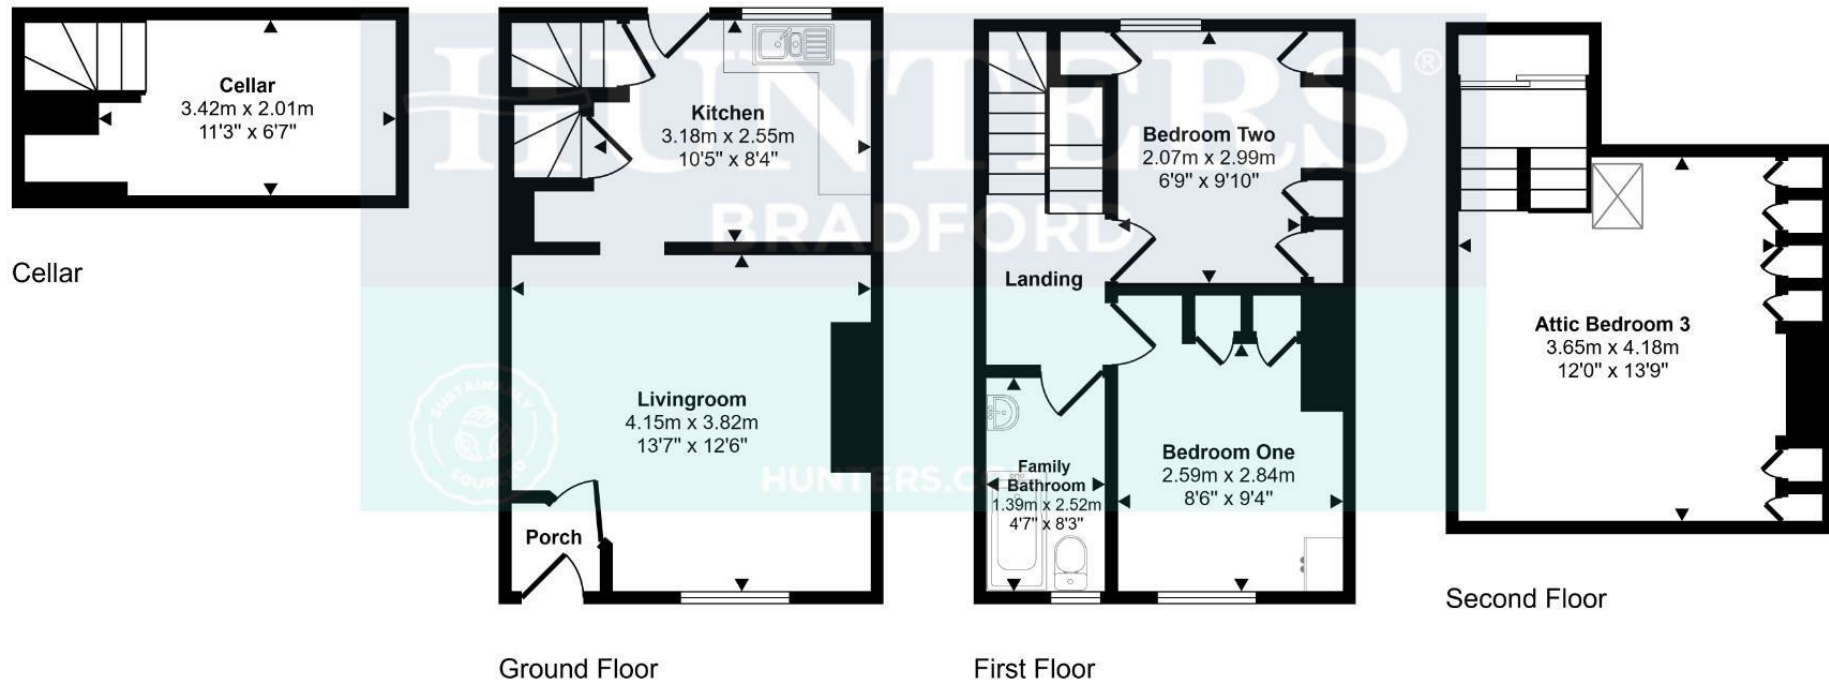 HUNTERS®
BRADFORD
Cellar
3.42m x 2.01m
11'3" x 6'7"
Cellar
Kitchen
3.18m x 2.55m
10'5" x 8'4"
Livingroom
4.15m x 3.82m
13'7" x 12'6"
Porch
SUSTAINABLY
SOURCED
HUNTERS.C
Ground Floor
Bedroom Two
2.07m x 2.99m
6'9" x 9'10"
Landing
Bedroom One
2.59m x 2.84m
8'6" x 9'4"
Family
Bathroom
1.39m x 2.52m
4'7" x 8'3"
First Floor
Attic Bedroom 3
3.65m x 4.18m
12'0" x 13'9"
Second Floor